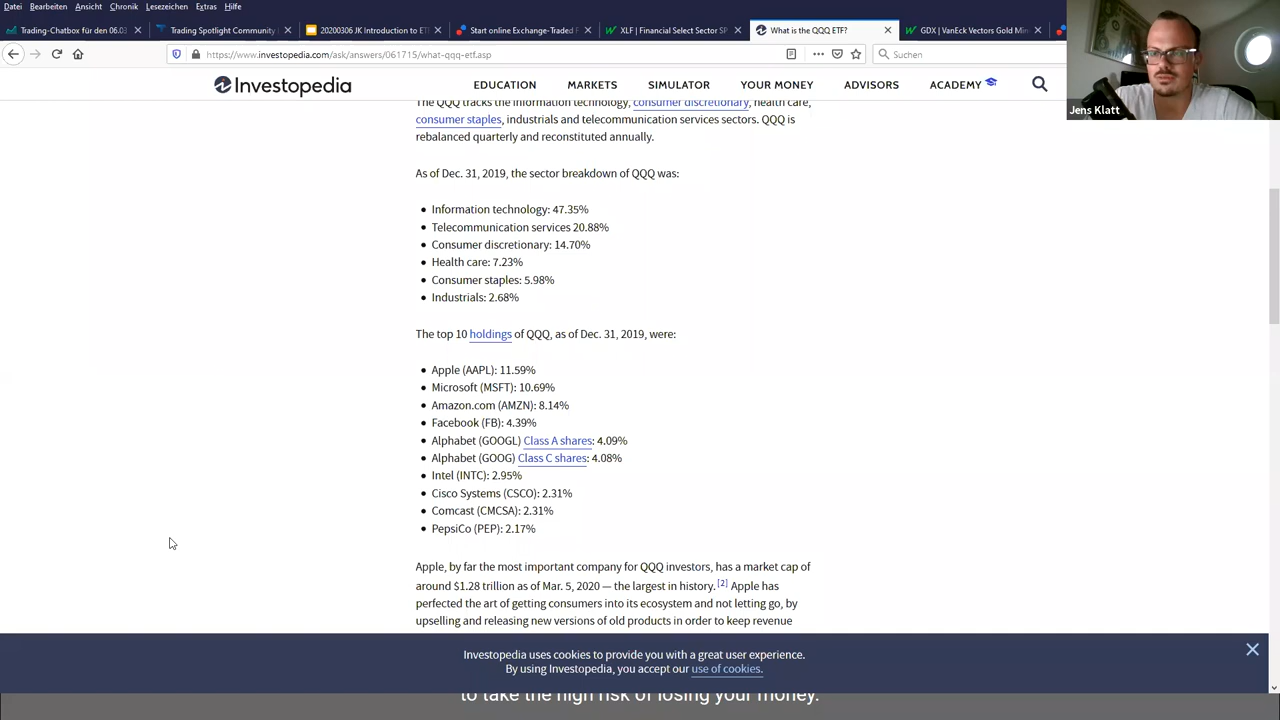 Datei Bearbeiten Ansicht Chronik Lesezeichen Extras Hilfe
Trading-Chatbox für den 06.03
Trading Spotlight Community
20200306 JK Introduction to ETF
Start online Exchange-Traded F
XLF | Financial Select Sector SP
What is the QQQ ETF?
GDX | VanEck Vectors Gold Min
https://www.investopedia.com/ask/answers/061715/what-qqq-etf.asp
Suchen
Jens Klatt
Investopedia
EDUCATION MARKETS SIMULATOR YOUR MONEY ADVISORS ACADEMY
The QQQ tracks the information technology, consumer discretionary, health care,
consumer staples, industrials and telecommunication services sectors. QQQ is
rebalanced quarterly and reconstituted annually.
As of Dec. 31, 2019, the sector breakdown of QQQ was:
• Information technology: 47.35%
• Telecommunication services 20.88%
• Consumer discretionary: 14.70%
• Health care: 7.23%
• Consumer staples: 5.98%
• Industrials: 2.68%
The top 10 holdings of QQQ, as of Dec. 31, 2019, were:
• Apple (AAPL): 11.59%
• Microsoft (MSFT): 10.69%
• Amazon.com (AMZN): 8.14%
• Facebook (FB): 4.39%
• Alphabet (GOOGL) Class A shares: 4.09%
• Alphabet (GOOG) Class C shares: 4.08%
• Intel (INTC): 2.95%
• Cisco Systems (CSCO): 2.31%
• Comcast (CMCSA): 2.31%
• PepsiCo (PEP): 2.17%
Apple, by far the most important company for QQQ investors, has a market cap of
around $1.28 trillion as of Mar. 5, 2020 — the largest in history.[2] Apple has
perfected the art of getting consumers into its ecosystem and not letting go, by
upselling and releasing new versions of old products in order to keep revenue
Investopedia uses cookies to provide you with a great user experience.
By using Investopedia, you accept our use of cookies.
to take the high risk of losing your money.